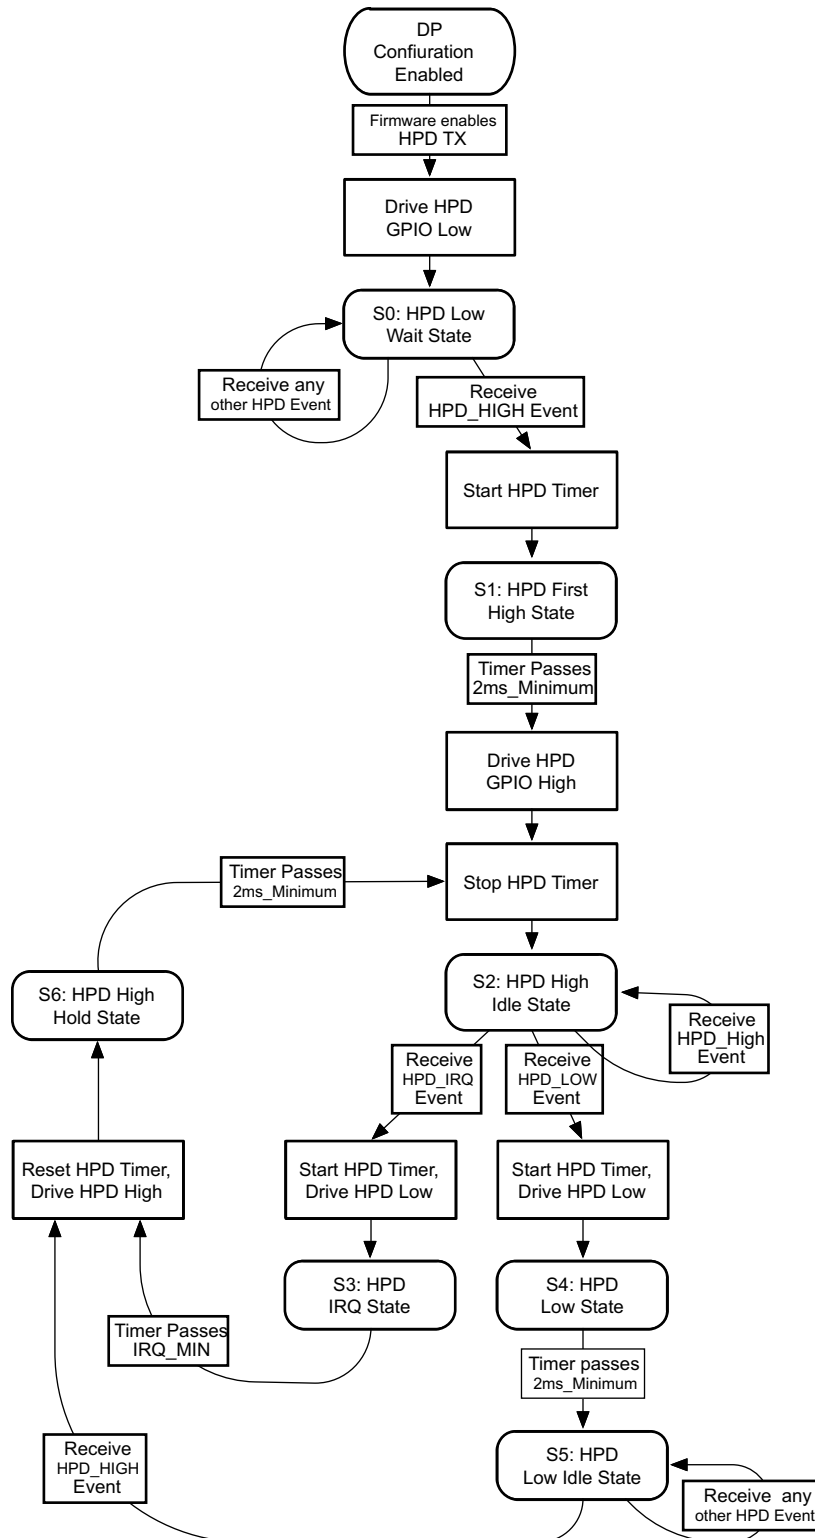 DP
Confiuration
Enabled
Firmware enables
HPD TX
Drive HPD
GPIO Low
S0: HPD Low
Wait State
Receive any
other HPD Event
Receive
HPD_HIGH Event
Start HPD Timer
S1: HPD First
High State
Timer Passes
2ms_Minimum
Drive HPD
GPIO High
Timer Passes
2ms_Minimum
Stop HPD Timer
S6: HPD High
Hold State
S2: HPD High
Idle State
Receive
HPD_High
Event
Receive
HPD_IRQ
Event
Receive
HPD_LOW
Event
Reset HPD Timer,
Drive HPD High
Start HPD Timer,
Drive HPD Low
Start HPD Timer,
Drive HPD Low
S3: HPD
IRQ State
S4: HPD
Low State
Timer Passes
IRQ_MIN
Timer passes
2ms_Minimum
Receive
HPD_HIGH
Event
S5: HPD
Low Idle State
Receive any
other HPD Event